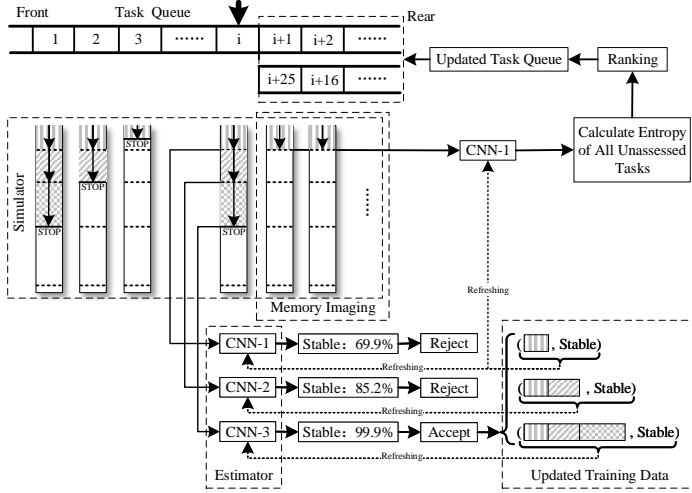 Front Task Queue
Rear
1 2 3 …… i i+1 i+2 ……
i+25 i+16 ……
Updated Task Queue
Ranking
Simulator
STOP
STOP
STOP
STOP
……
Memory Imaging
CNN-1
Calculate Entropy
of All Unassessed
Tasks
Refreshing
CNN-1 Stable: 69.9% Reject
( , Stable)
Refreshing
CNN-2 Stable: 85.2% Reject
( , Stable)
Refreshing
CNN-3 Stable: 99.9% Accept
( , Stable)
Refreshing
Estimator
Updated Training Data